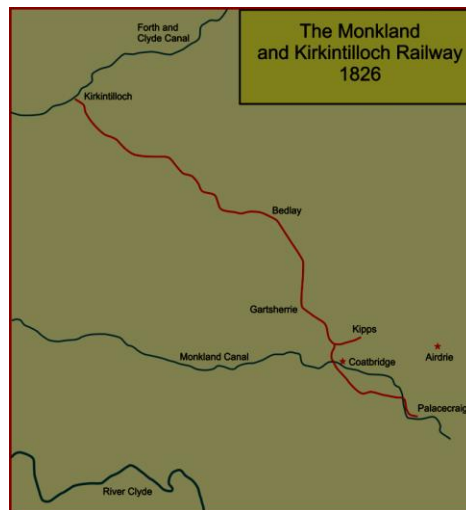 The Monkland
and Kirkintilloch Railway
1826
Forth and
Clyde Canal
Kirkintilloch
Bedlay
Gartsherrie
Kipps
Monkland Canal
Coatbridge
Airdrie
Palacecraig
River Clyde